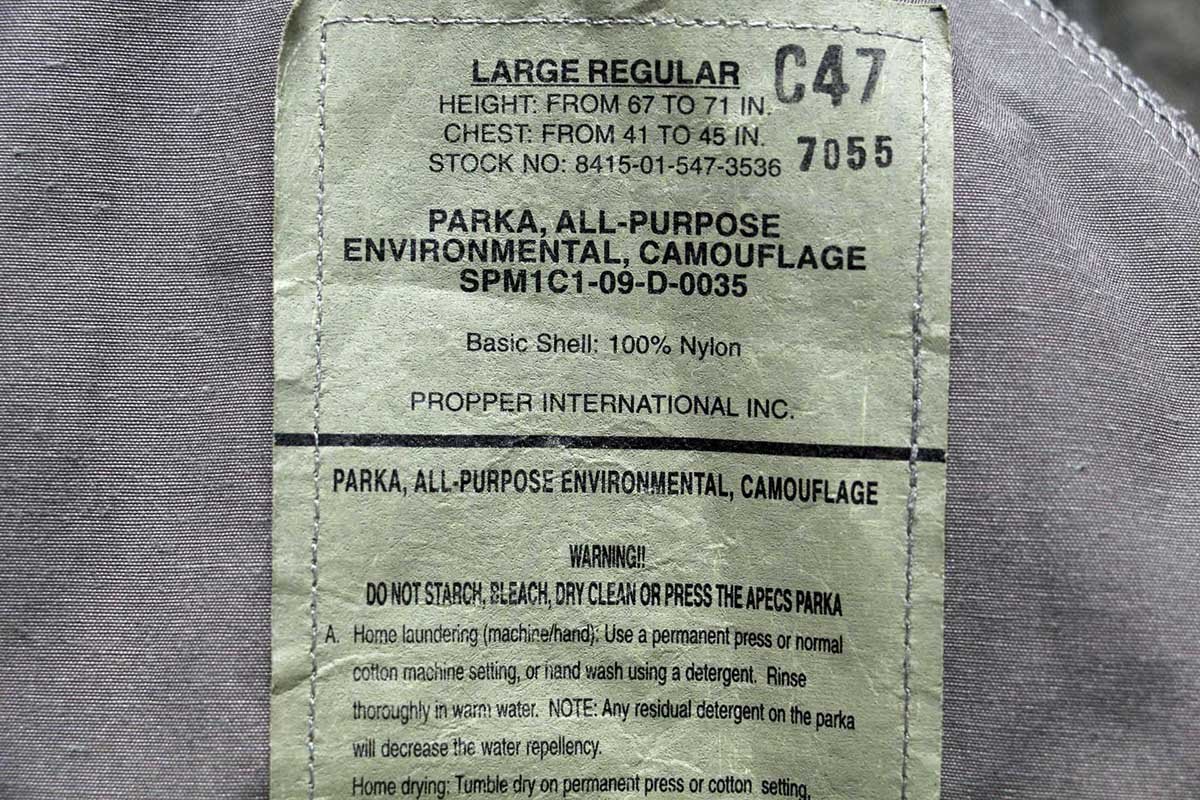 LARGE REGULAR C47
HEIGHT: FROM 67 TO 71 IN.
CHEST: FROM 41 TO 45 IN.
STOCK NO: 8415-01-547-3536 7055
PARKA, ALL-PURPOSE
ENVIRONMENTAL, CAMOUFLAGE
SPM1C1-09-D-0035
Basic Shell: 100% Nylon
PROPPER INTERNATIONAL INC.
PARKA, ALL-PURPOSE ENVIRONMENTAL, CAMOUFLAGE
WARNING!!
DO NOT STARCH, BLEACH, DRY CLEAN OR PRESS THE APECS PARKA
A. Home laundering (machine/hand): Use a permanent press or normal
cotton machine setting, or hand wash using a detergent. Rinse
thoroughly in warm water. NOTE: Any residual detergent on the parka
will decrease the water repellency.
Home drying: Tumble dry on permanent press or cotton setting,